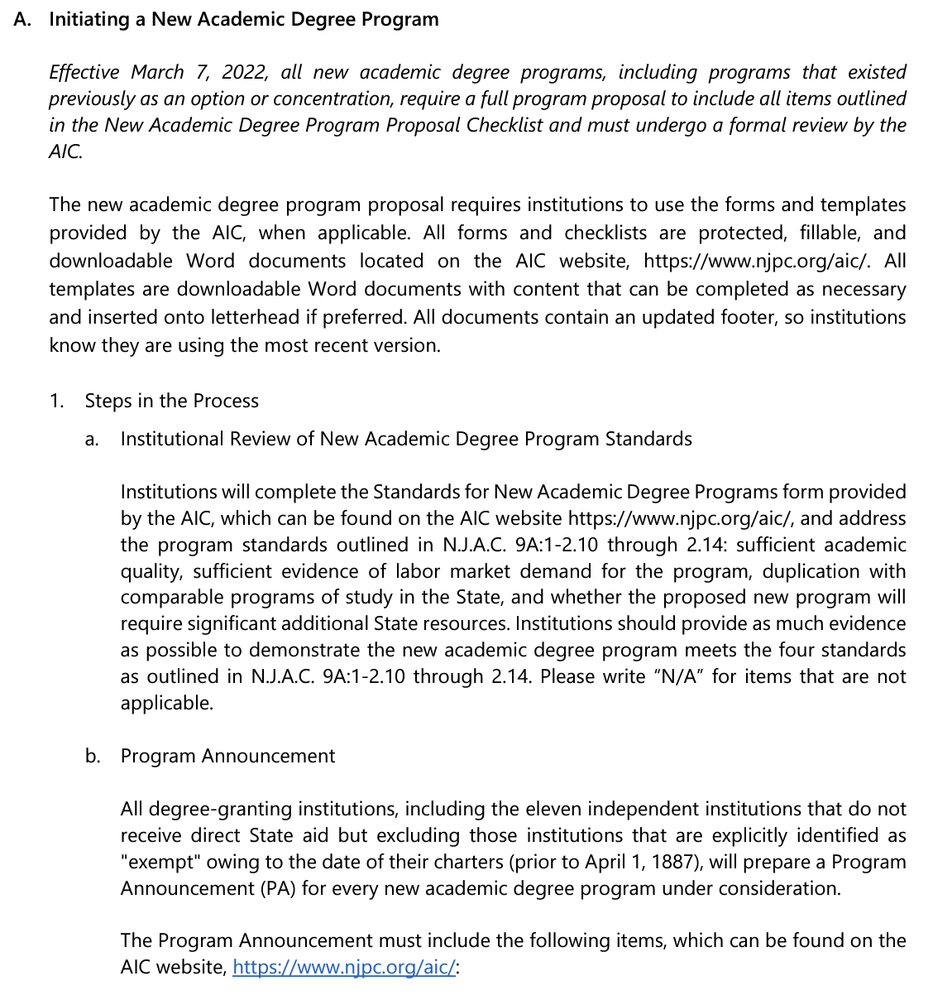 A. Initiating a New Academic Degree Program
Effective March 7, 2022, all new academic degree programs, including programs that existed
previously as an option or concentration, require a full program proposal to include all items outlined
in the New Academic Degree Program Proposal Checklist and must undergo a formal review by the
AIC.
The new academic degree program proposal requires institutions to use the forms and templates
provided by the AIC, when applicable. All forms and checklists are protected, fillable, and
downloadable Word documents located on the AIC website, https://www.njpc.org/aic/. All
templates are downloadable Word documents with content that can be completed as necessary
and inserted onto letterhead if preferred. All documents contain an updated footer, so institutions
know they are using the most recent version.
1. Steps in the Process
a. Institutional Review of New Academic Degree Program Standards
Institutions will complete the Standards for New Academic Degree Programs form provided
by the AIC, which can be found on the AIC website https://www.njpc.org/aic/, and address
the program standards outlined in N.J.A.C. 9A:1-2.10 through 2.14: sufficient academic
quality, sufficient evidence of labor market demand for the program, duplication with
comparable programs of study in the State, and whether the proposed new program will
require significant additional State resources. Institutions should provide as much evidence
as possible to demonstrate the new academic degree program meets the four standards
as outlined in N.J.A.C. 9A:1-2.10 through 2.14. Please write “N/A” for items that are not
applicable.
b. Program Announcement
All degree-granting institutions, including the eleven independent institutions that do not
receive direct State aid but excluding those institutions that are explicitly identified as
"exempt" owing to the date of their charters (prior to April 1, 1887), will prepare a Program
Announcement (PA) for every new academic degree program under consideration.
The Program Announcement must include the following items, which can be found on the
AIC website, https://www.njpc.org/aic/: